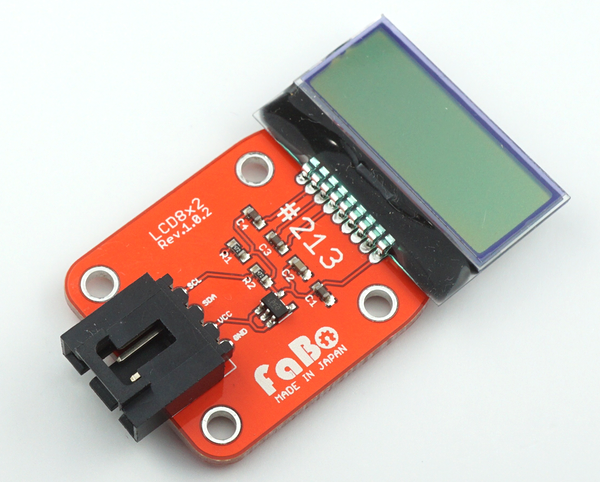 LCD8x2
Rev.1.0.2
#213
C4
C3
C2
C1
R1
R2
SCL
SDA
VCC
GND
FaBo
MADE IN JAPAN